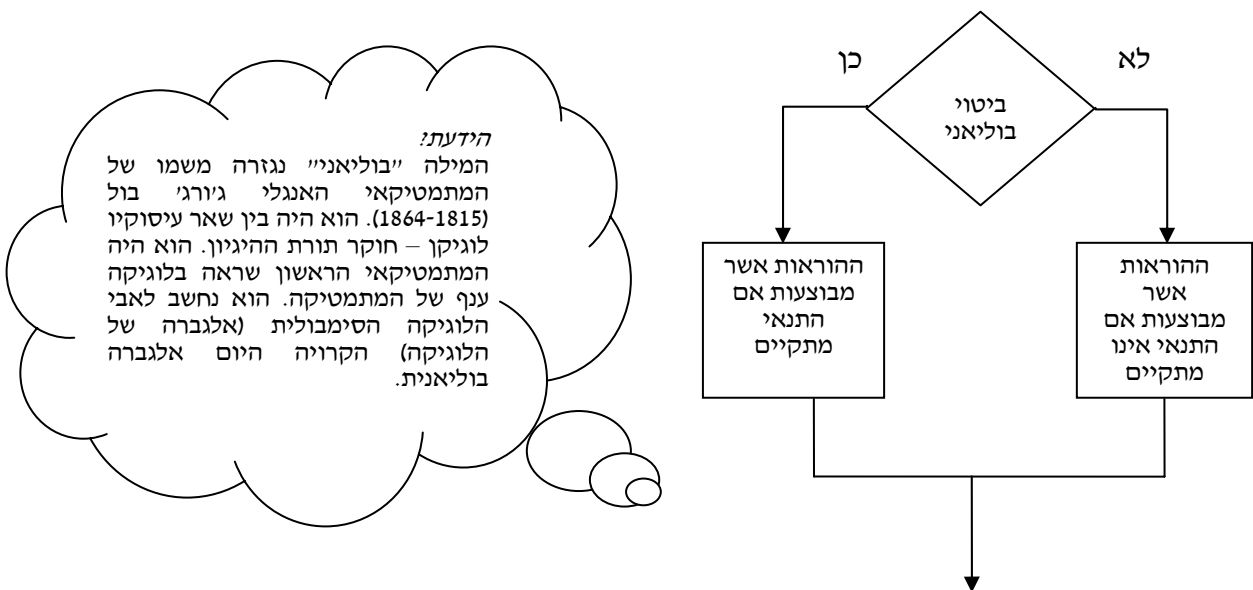 לא
כן
ביטוי
בוליאני
ההוראות
אשר
מבוצעות אם
התנאי אינו
מתקיים
ההוראות אשר
מבוצעות אם
התנאי
מתקיים
הידעת?
המילה "בוליאני" נגזרה משמו של
המתמטיקאי האנגלי ג'ורג' בול
(1864-1815). הוא היה בין שאר עיסוקיו
לוגיקן – חוקר תורת ההיגיון. הוא היה
המתמטיקאי הראשון שראה בלוגיקה
ענף של המתמטיקה. הוא נחשב לאבי
הלוגיקה הסימבולית (אלגברה של
הלוגיקה) הקרויה היום אלגברה
בוליאנית.